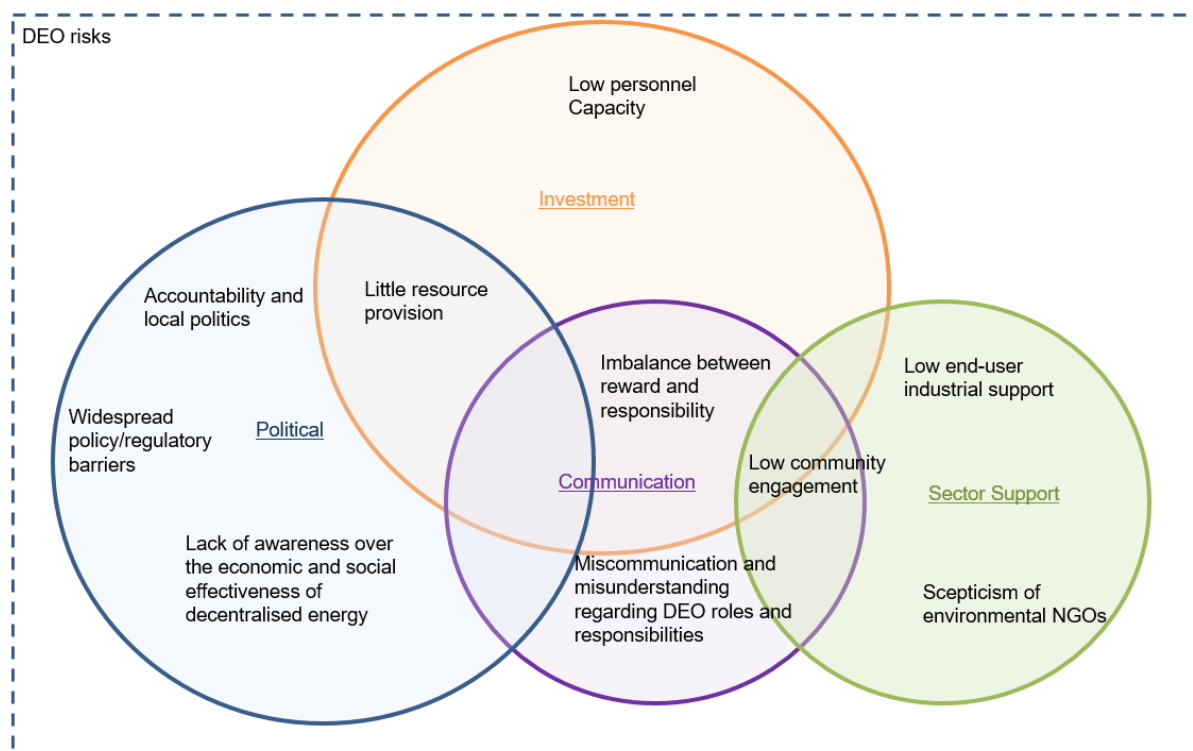 DEO risks
Low personnel
Capacity
Investment
Accountability and
local politics
Little resource
provision
Imbalance between
reward and
responsibility
Low end-user
industrial support
Widespread
policy/regulatory
barriers
Political
Low community
engagement
Communication
Sector Support
Lack of awareness over
the economic and social
effectiveness of
decentralised energy
Miscommunication and
misunderstanding
regarding DEO roles and
responsibilities
Scepticism of
environmental NGOs